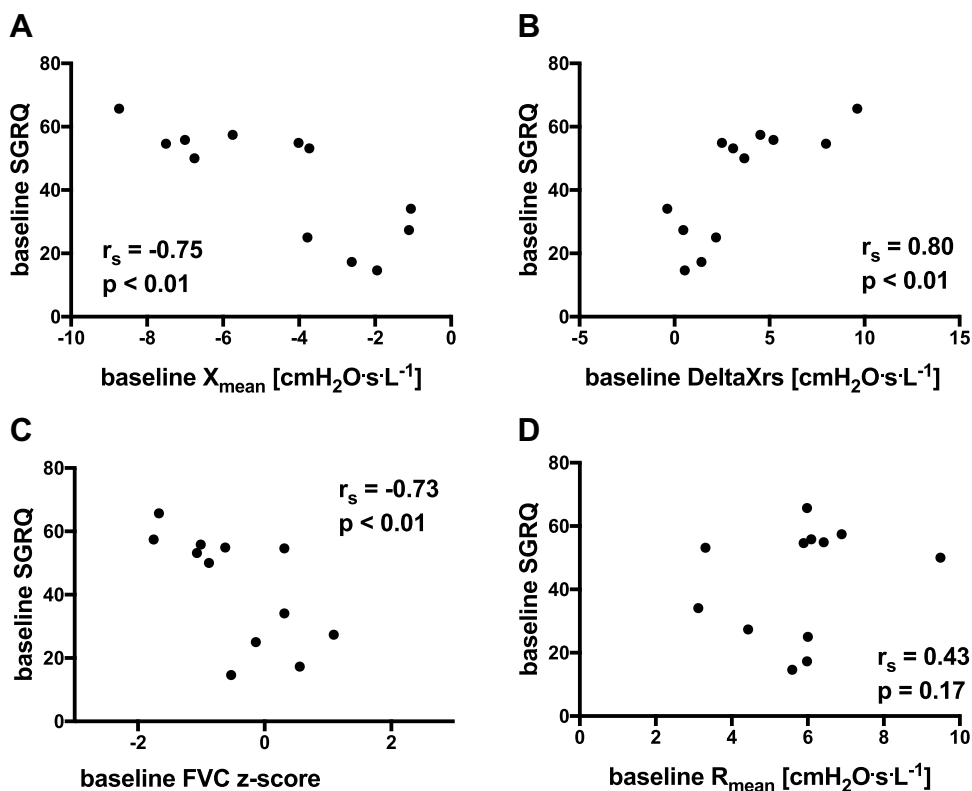 A
80
60
40
20
0
baseline SGRQ
r_s = -0.75
p < 0.01
-10 -8 -6 -4 -2 0
baseline X_mean [cmH₂O·s·L⁻¹]
B
80
60
40
20
0
baseline SGRQ
r_s = 0.80
p < 0.01
-5 0 5 10 15
baseline DeltaXrs [cmH₂O·s·L⁻¹]
C
80
60
40
20
0
baseline SGRQ
r_s = -0.73
p < 0.01
-2 0 2
baseline FVC z-score
D
80
60
40
20
0
baseline SGRQ
r_s = 0.43
p = 0.17
0 2 4 6 8 10
baseline R_mean [cmH₂O·s·L⁻¹]